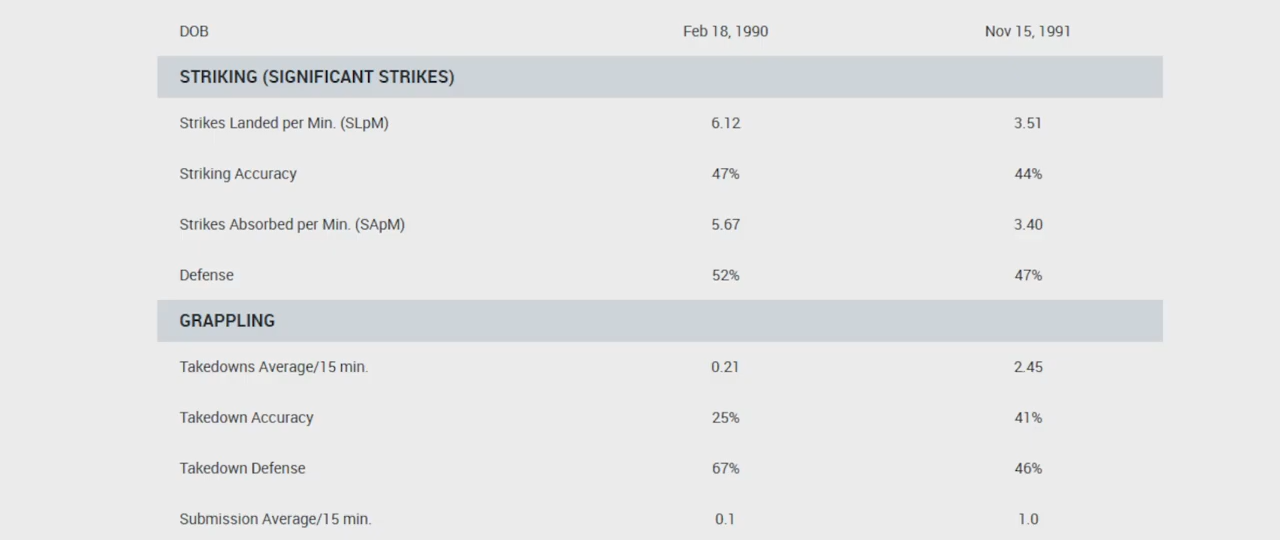 DOB Feb 18, 1990 Nov 15, 1991
STRIKING (SIGNIFICANT STRIKES)
Strikes Landed per Min. (SLpM) 6.12 3.51
Striking Accuracy 47% 44%
Strikes Absorbed per Min. (SApM) 5.67 3.40
Defense 52% 47%
GRAPPLING
Takedowns Average/15 min. 0.21 2.45
Takedown Accuracy 25% 41%
Takedown Defense 67% 46%
Submission Average/15 min. 0.1 1.0